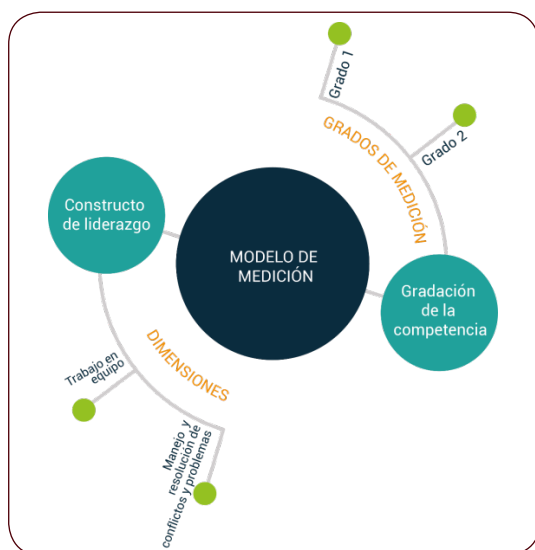 Grado 1
Grado 2
GRADOS DE MEDICIÓN
Constructo
de liderazgo
MODELO DE
MEDICIÓN
Gradación
de la
competencia
DIMENSIONES
Trabajo en
equipo
Manejo y
resolución de
conflictos y problemas